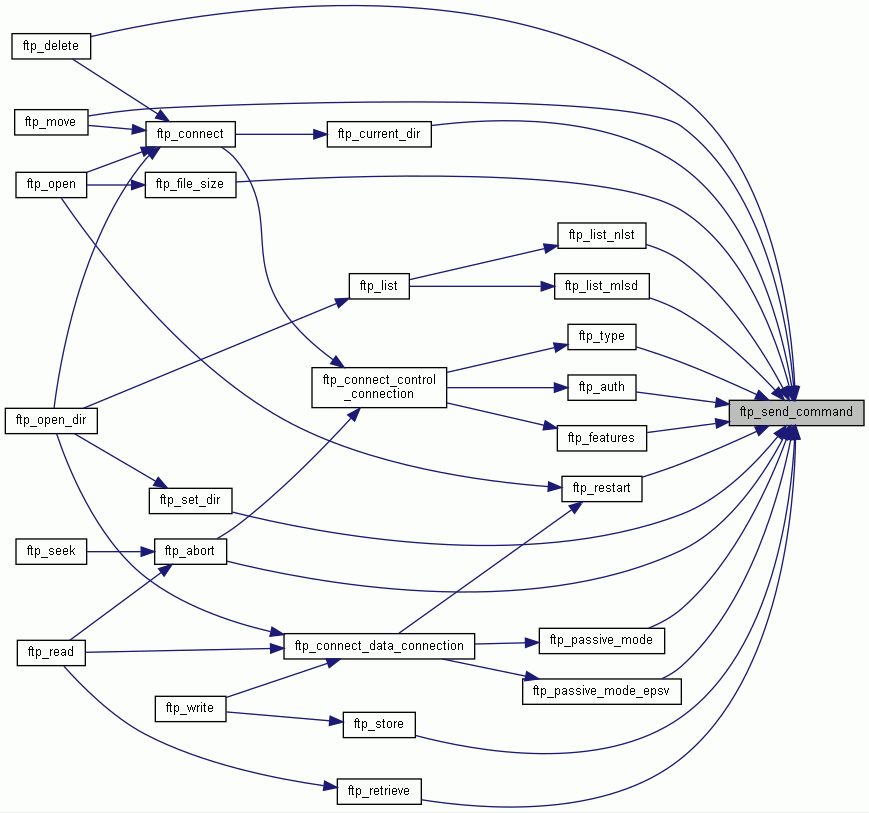 ftp_delete
ftp_move
ftp_connect
ftp_current_dir
ftp_open
ftp_file_size
ftp_list_nlst
ftp_list
ftp_list_mlsd
ftp_type
ftp_connect_control
_connection
ftp_auth
ftp_send_command
ftp_open_dir
ftp_features
ftp_restart
ftp_set_dir
ftp_seek
ftp_abort
ftp_passive_mode
ftp_connect_data_connection
ftp_read
ftp_passive_mode_epsv
ftp_write
ftp_store
ftp_retrieve